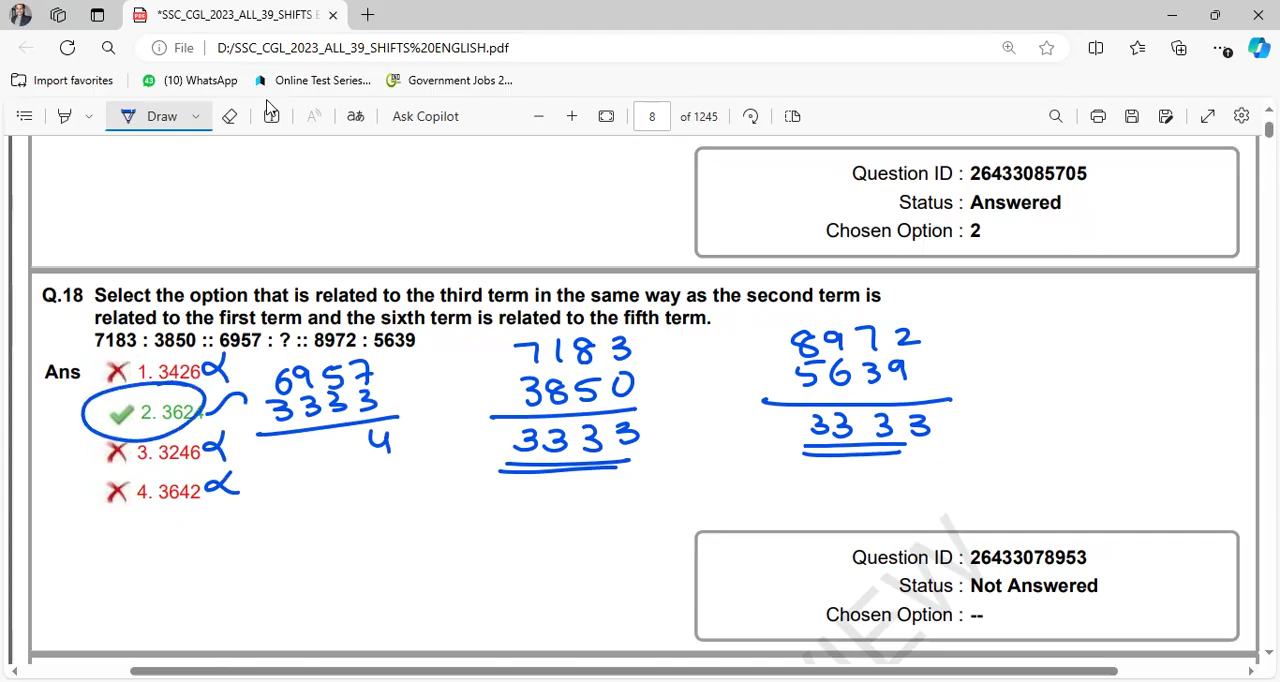 *SSC_CGL_2023_ALL_39_SHIFTS E
File D:/SSC_CGL_2023_ALL_39_SHIFTS%20ENGLISH.pdf
Import favorites (10) WhatsApp Online Test Series... Government Jobs 2...
Draw Ask Copilot 8 of 1245
Question ID : 26433085705
Status : Answered
Chosen Option : 2
Q.18 Select the option that is related to the third term in the same way as the second term is
related to the first term and the sixth term is related to the fifth term.
7183 : 3850 :: 6957 : ? :: 8972 : 5639
Ans 1. 3426
2. 3624
3. 3246
4. 3642
6957
3333
4
7183
3850
3333
8972
5639
3333
Question ID : 26433078953
Status : Not Answered
Chosen Option : --